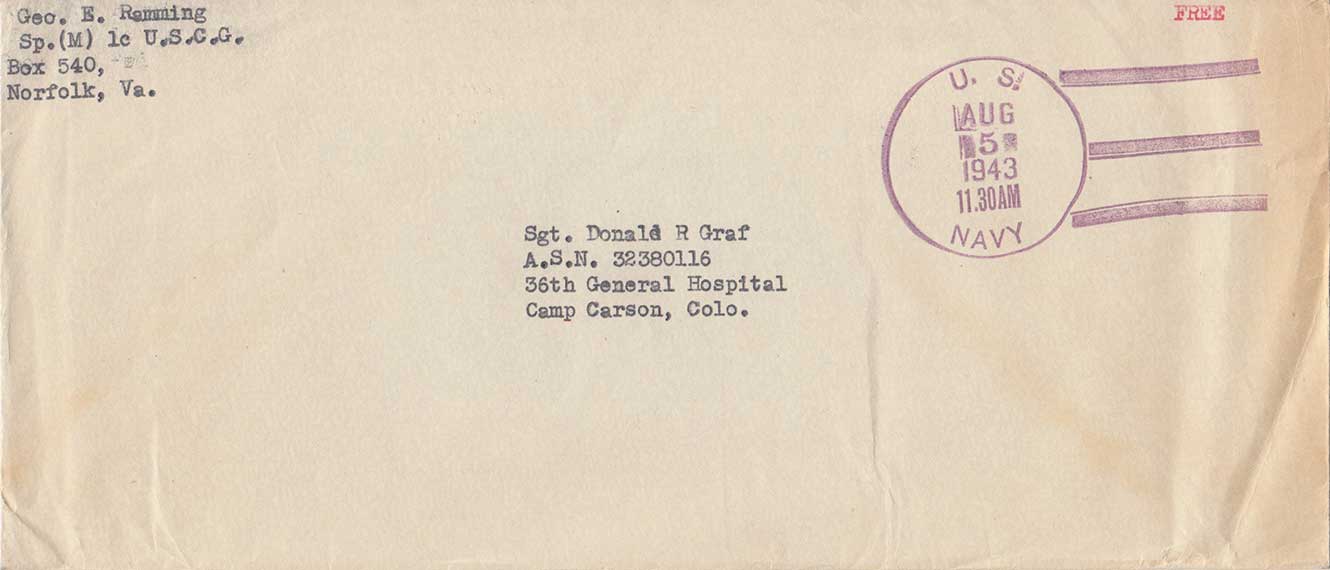 Geo. E. Ramming
Sp.(M) 1c U.S.C.G.
Box 540,
Norfolk, Va.
FREE
U. S.
AUG
5
1943
11.30AM
NAVY
Sgt. Donald R Graf
A.S.N. 32380116
36th General Hospital
Camp Carson, Colo.